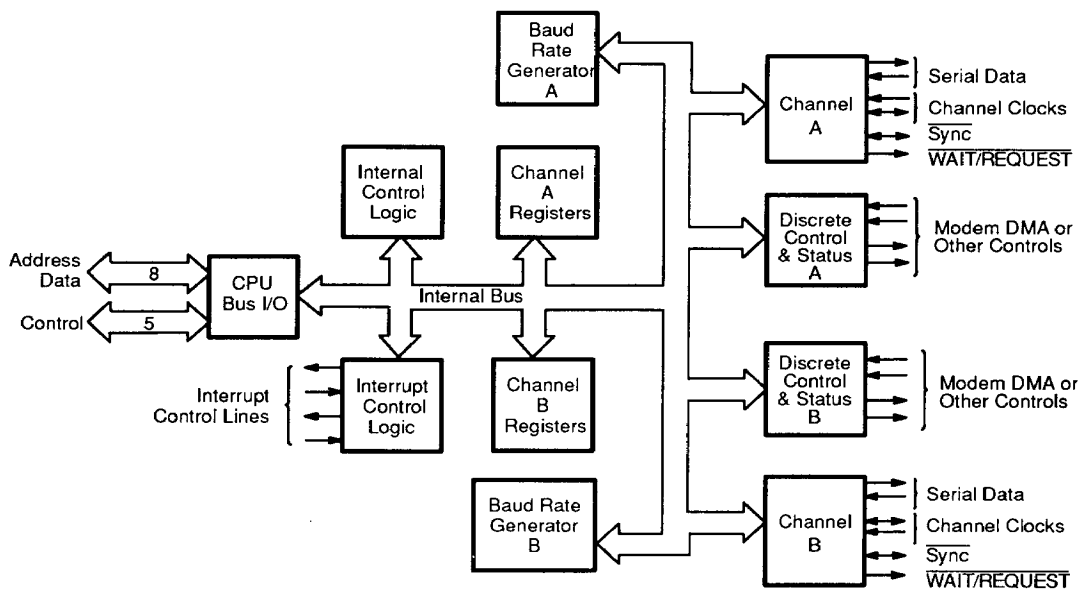 Baud
Rate
Generator
A
Channel
A
Serial Data
Channel Clocks
Sync
WAIT/REQUEST
Internal
Control
Logic
Channel
A
Registers
Discrete
Control
& Status
A
Modem DMA or
Other Controls
Address
Data
8
CPU
Bus I/O
Internal Bus
Control
5
Interrupt
Control Lines
Interrupt
Control
Logic
Channel
B
Registers
Discrete
Control
& Status
B
Modem DMA or
Other Controls
Baud Rate
Generator
B
Channel
B
Serial Data
Channel Clocks
Sync
WAIT/REQUEST